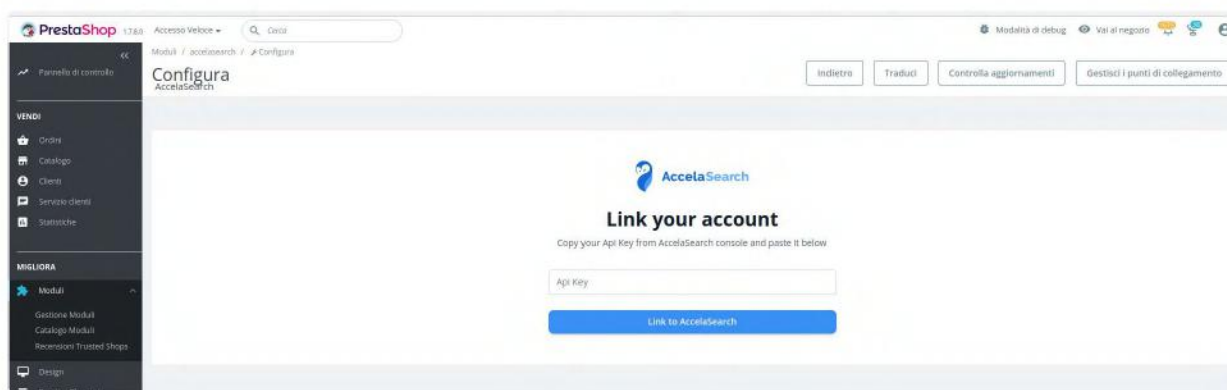 PrestaShop 1.7.8.0 Accesso Veloce Cerca Modalità di debug Vai al negozio
Moduli / accelasearch / Configura
Configura
AccelaSearch
Indietro Traduci Controlla aggiornamenti Gestisci i punti di collegamento
Pannello di controllo
VENDI
Ordini
Catalogo
Clienti
Servizio clienti
Statistiche
MIGLIORA
Moduli
Gestione Moduli
Catalogo Moduli
Recensioni Trusted Shops
Design
AccelaSearch
Link your account
Copy your Api Key from AccelaSearch console and paste it below
Api Key
Link to AccelaSearch